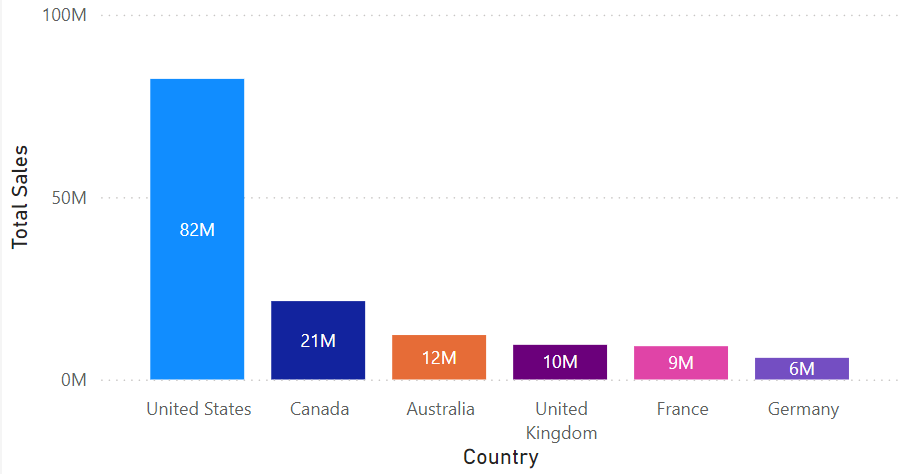 100M
50M
0M
Total Sales
82M
21M
12M
10M
9M
6M
United States
Canada
Australia
United
Kingdom
France
Germany
Country